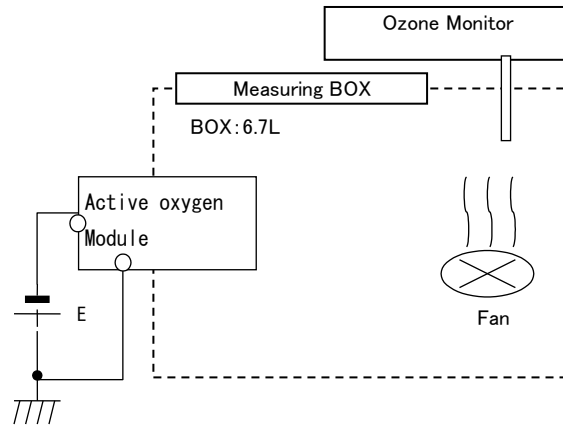 Ozone Monitor
Measuring BOX
BOX:6.7L
Active oxygen
Module
E
Fan